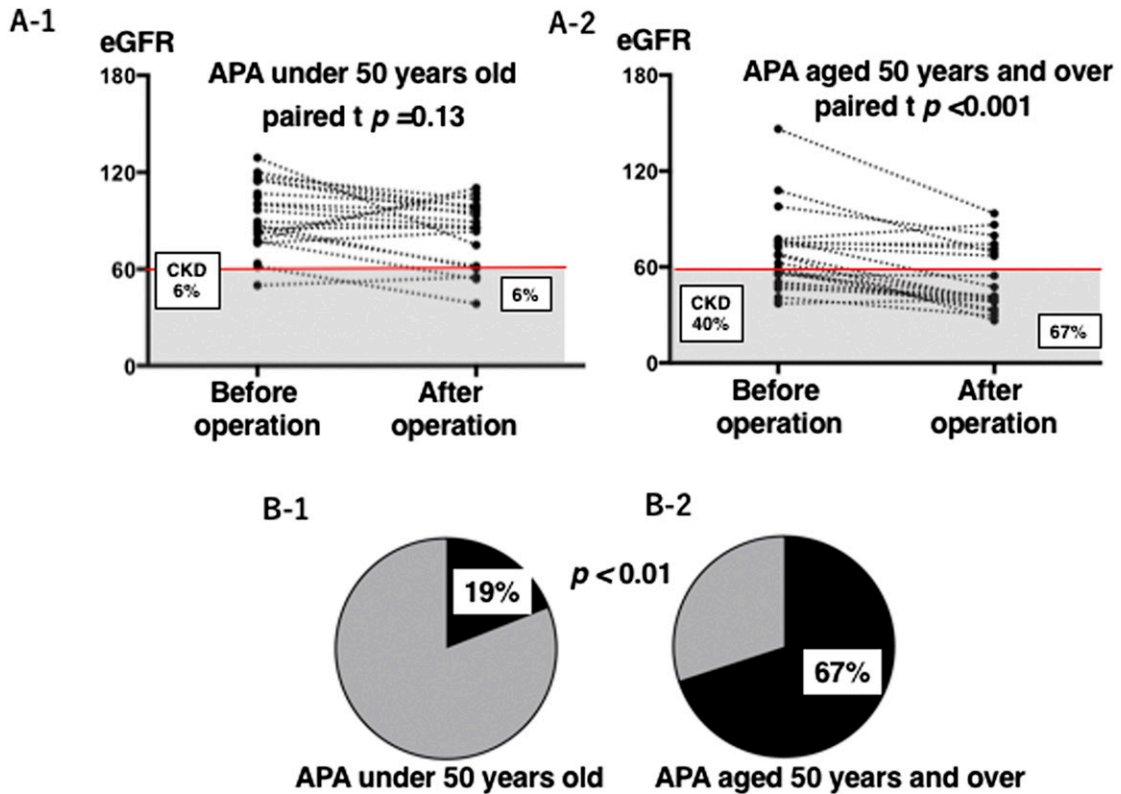 A-1
eGFR
APA under 50 years old
paired t p =0.13
180
120
60
0
CKD
6%
6%
Before
operation
After
operation
A-2
eGFR
APA aged 50 years and over
paired t p <0.001
180
120
60
0
CKD
40%
67%
Before
operation
After
operation
B-1
19%
APA under 50 years old
p < 0.01
B-2
67%
APA aged 50 years and over